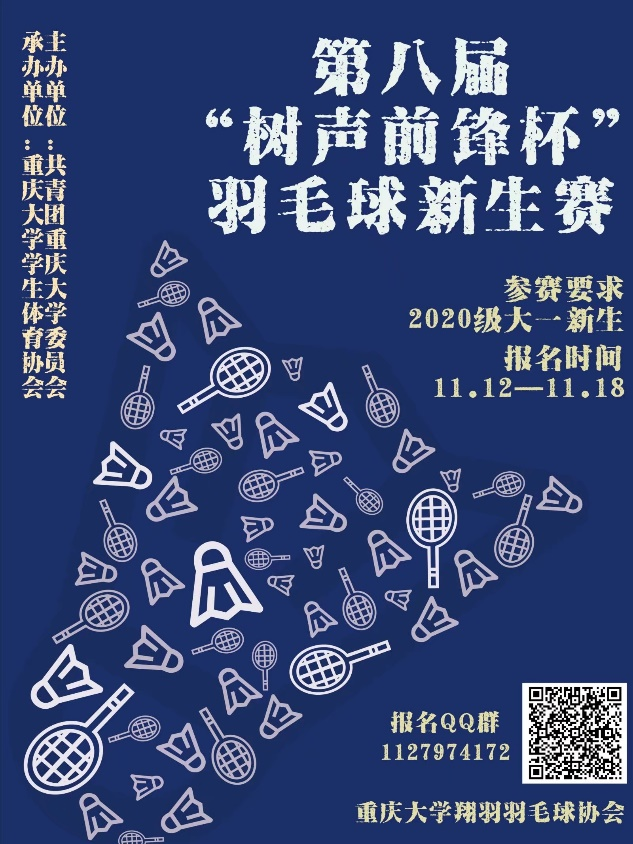 第八届
“树声前锋杯”
羽毛球新生赛
主办单位：共青团重庆大学委员会
承办单位：重庆大学学生体育协会
参赛要求
2020级大一新生
报名时间
11.12—11.18
报名QQ群
1127974172
重庆大学翔羽羽毛球协会